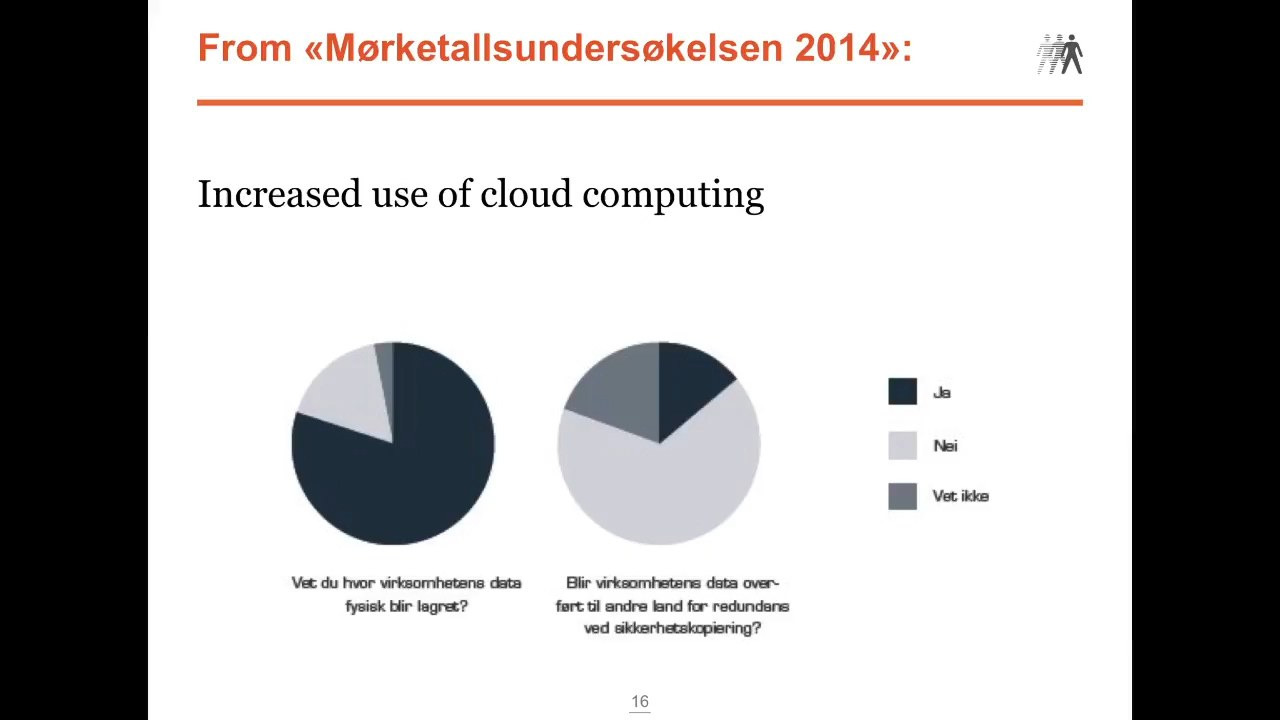 From «Mørketallsundersøkelsen 2014»:
Increased use of cloud computing
Ja
Nei
Vet ikke
Vet du hvor virksomhetens data
fysisk blir lagret?
Blir virksomhetens data over-
ført til andre land for redundans
ved sikkerhetskopiering?
16